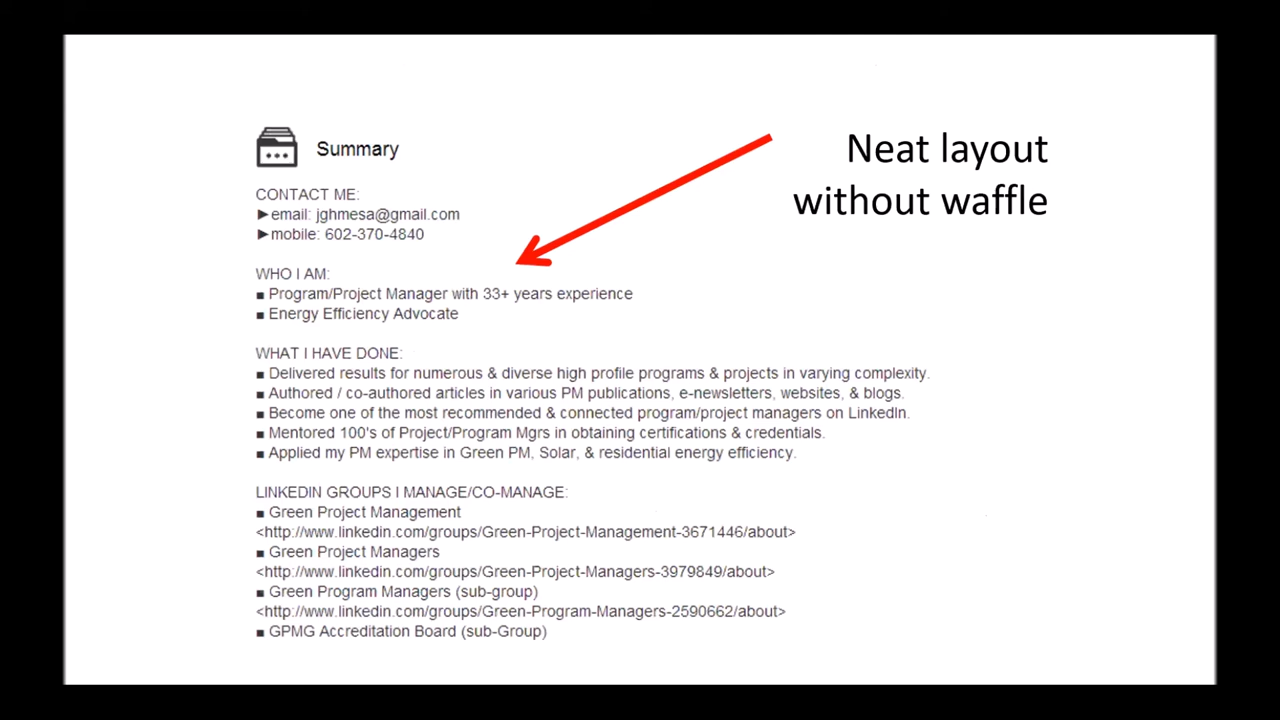 Summary
Neat layout
without waffle
CONTACT ME:
►email: jghmesa@gmail.com
►mobile: 602-370-4840
WHO I AM:
■ Program/Project Manager with 33+ years experience
■ Energy Efficiency Advocate
WHAT I HAVE DONE:
■ Delivered results for numerous & diverse high profile programs & projects in varying complexity.
■ Authored / co-authored articles in various PM publications, e-newsletters, websites, & blogs.
■ Become one of the most recommended & connected program/project managers on LinkedIn.
■ Mentored 100's of Project/Program Mgrs in obtaining certifications & credentials.
■ Applied my PM expertise in Green PM, Solar, & residential energy efficiency.
LINKEDIN GROUPS I MANAGE/CO-MANAGE:
■ Green Project Management
<http://www.linkedin.com/groups/Green-Project-Management-3671446/about>
■ Green Project Managers
<http://www.linkedin.com/groups/Green-Project-Managers-3979849/about>
■ Green Program Managers (sub-group)
<http://www.linkedin.com/groups/Green-Program-Managers-2590662/about>
■ GPMG Accreditation Board (sub-Group)